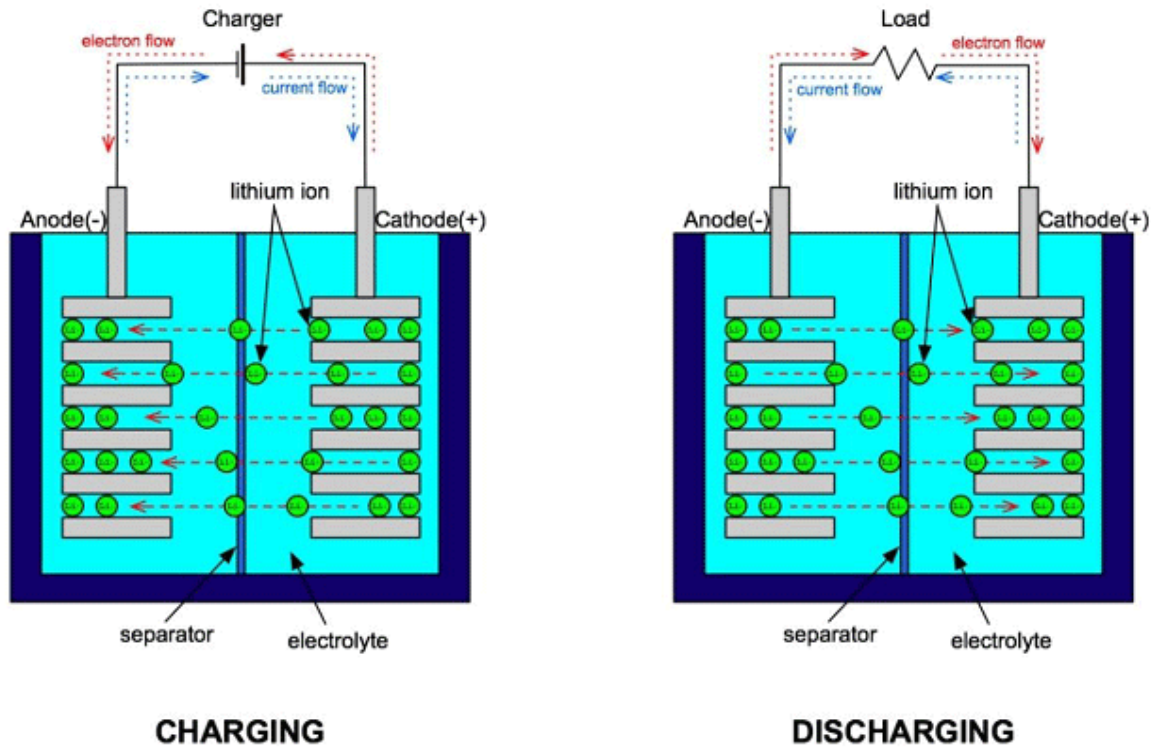 Charger
electron flow
current flow
lithium ion
Anode(-)
Cathode(+)
separator
electrolyte
CHARGING
Load
electron flow
current flow
lithium ion
Anode(-)
Cathode(+)
separator
electrolyte
DISCHARGING